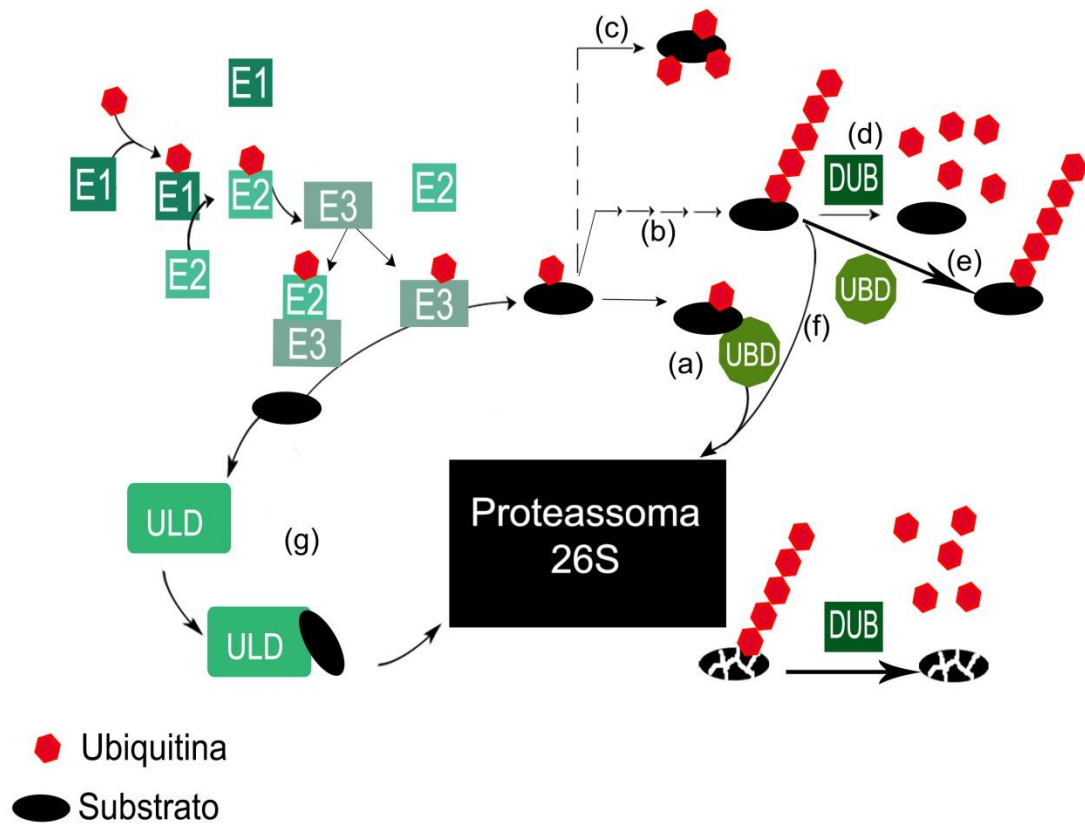 (c)
E1
(d)
E1
E1
E2
E3
E2
DUB
(b)
E2
E2
E3
E3
(e)
UBD
(f)
UBD
(a)
ULD
(g)
Proteassoma
26S
ULD
DUB
Ubiquitina
Substrato